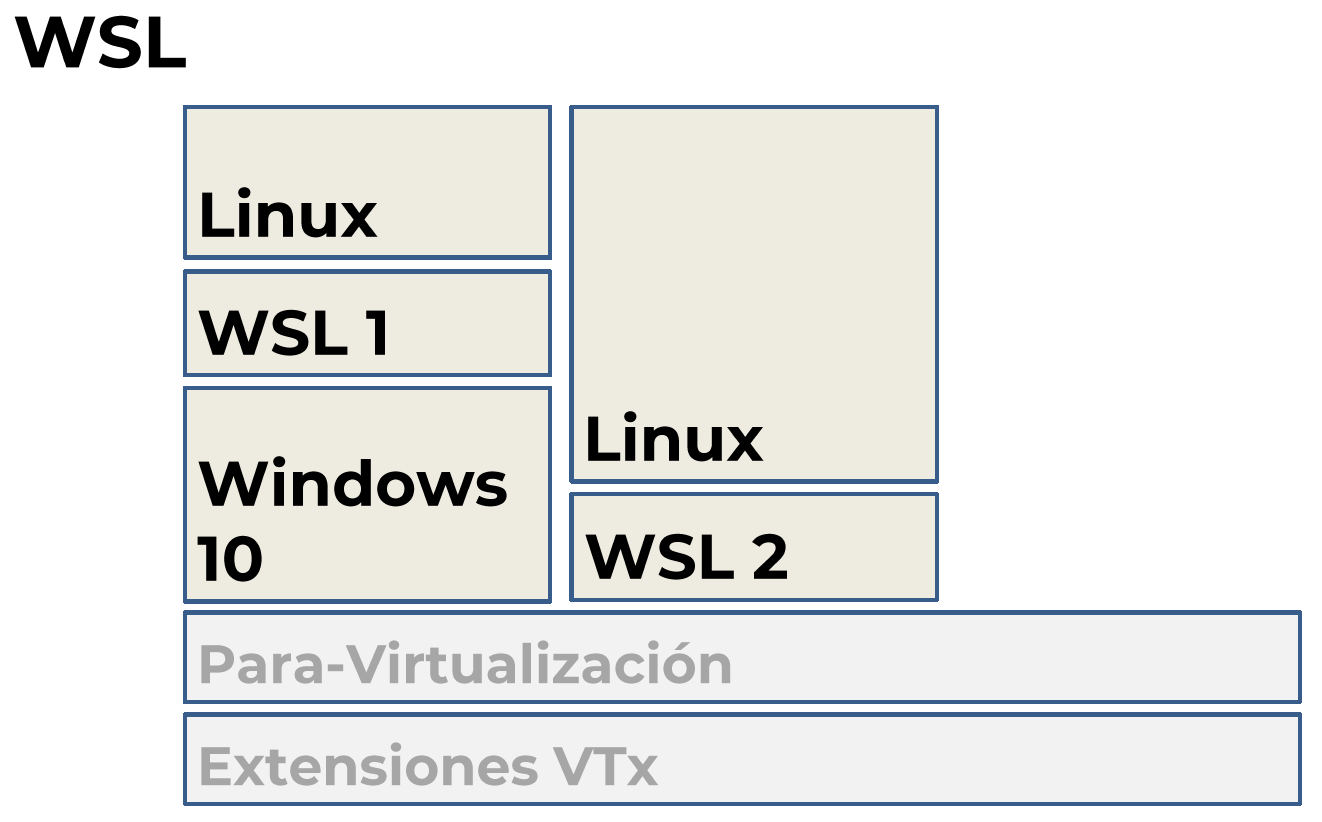 WSL
Linux
WSL 1
Windows
10
Linux
WSL 2
Para-Virtualización
Extensiones VTx